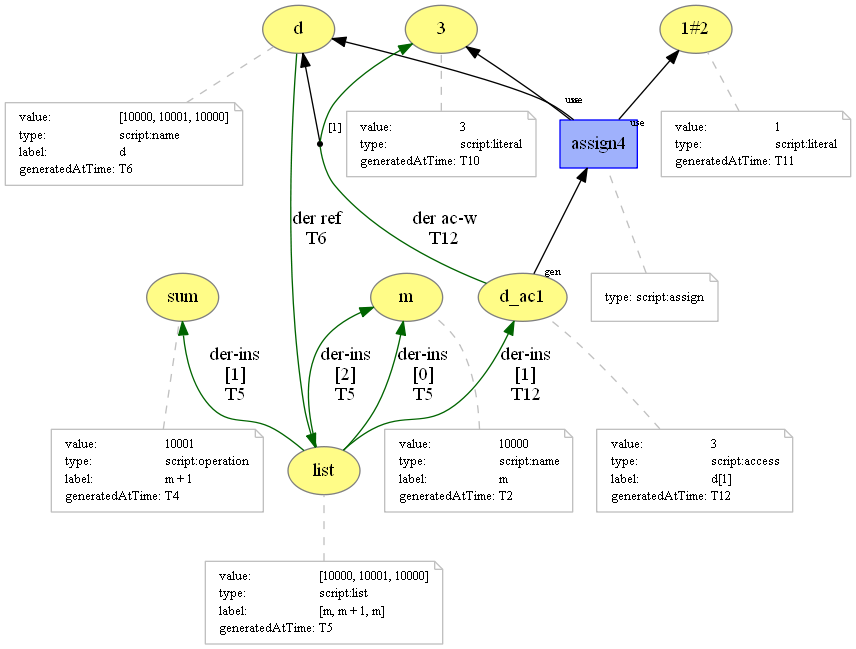 d
3
1#2
value: [10000, 10001, 10000]
type: script:name
label: d
generatedAtTime: T6
[1]
value: 3
type: script:literal
generatedAtTime: T10
use
use
assign4
value: 1
type: script:literal
generatedAtTime: T11
der ref
T6
der ac-w
T12
gen
type: script:assign
sum
m
d_ac1
der-ins
[1]
T5
der-ins
[2]
T5
der-ins
[0]
T5
der-ins
[1]
T12
value: 10001
type: script:operation
label: m + 1
generatedAtTime: T4
list
value: 10000
type: script:name
label: m
generatedAtTime: T2
value: 3
type: script:access
label: d[1]
generatedAtTime: T12
value: [10000, 10001, 10000]
type: script:list
label: [m, m + 1, m]
generatedAtTime: T5